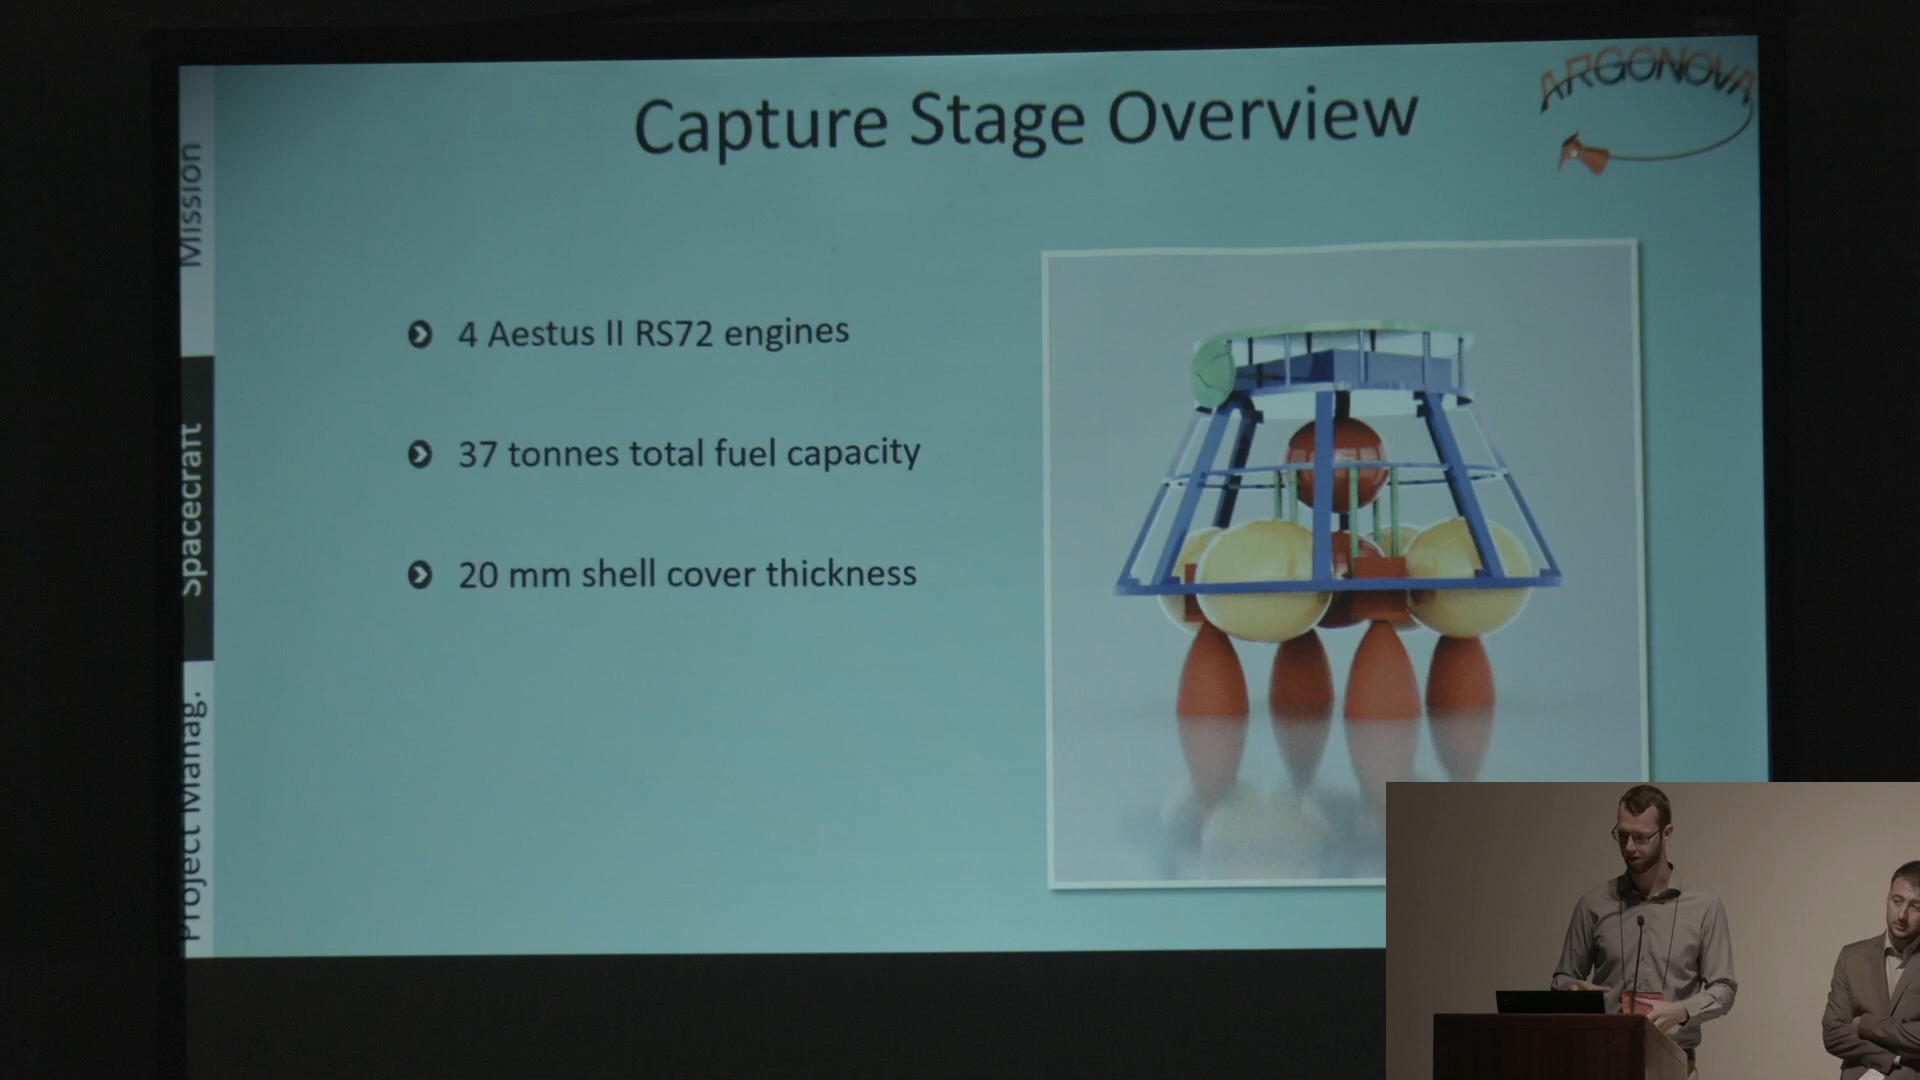 Capture Stage Overview
ARGONOVA
Mission
Spacecraft
Project Manag.
4 Aestus II RS72 engines
37 tonnes total fuel capacity
20 mm shell cover thickness